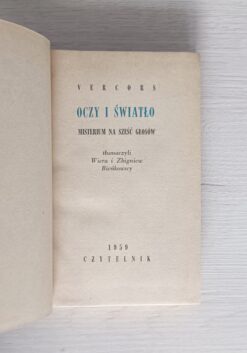 VERCORS
OCZY I ŚWIATŁO
MISTERIUM NA SZEŚĆ GŁOSÓW
tłumaczyli
Wiera i Zbigniew
Bieńkowscy
1959
CZYTELNIK